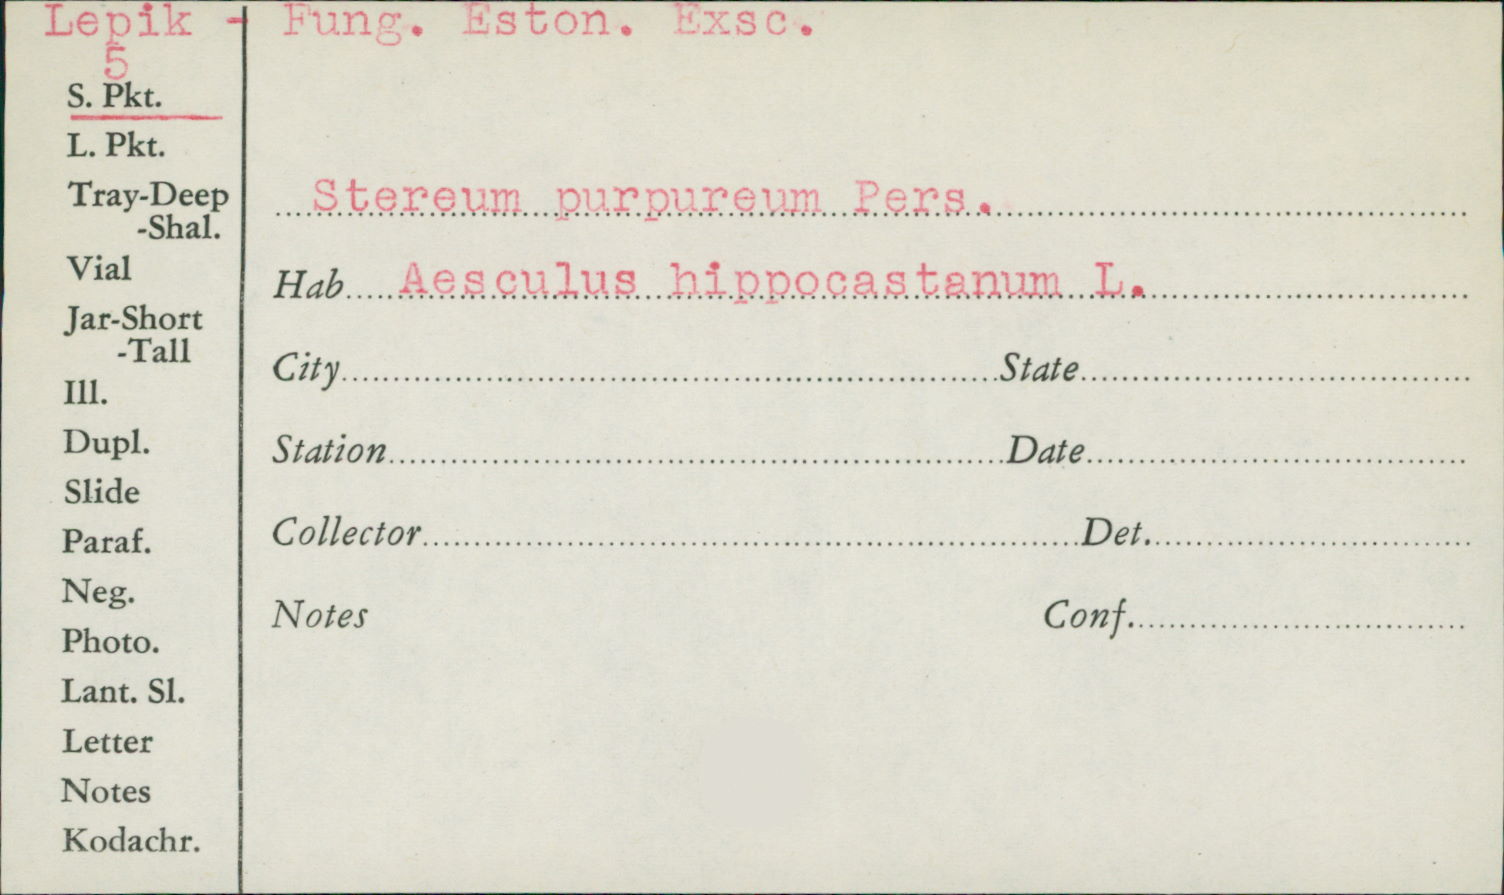 Lepik - Fung. Eston. Exsc.
5
S. Pkt.
L. Pkt.
Tray-Deep
-Shal.
Vial
Jar-Short
-Tall
Ill.
Dupl.
Slide
Paraf.
Neg.
Photo.
Lant. Sl.
Letter
Notes
Kodachr.
Stereum purpureum Pers.
Hab. Aesculus hippocastanum L.
City State
Station Date
Collector Det.
Notes Conf.